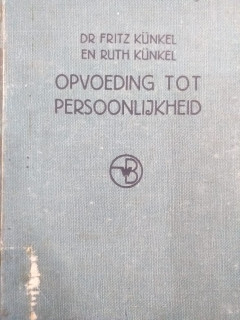 DR FRITZ KÜNKEL
EN RUTH KÜNKEL
OPVOEDING TOT
PERSOONLIJKHEID